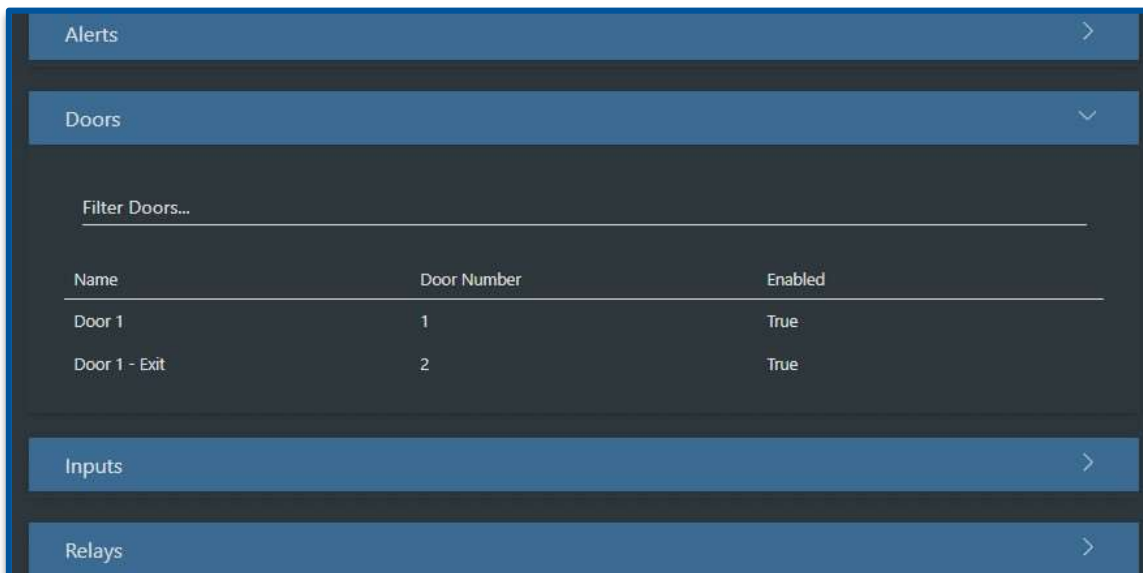 Alerts
Doors
Filter Doors...
Name Door Number Enabled
Door 1 1 True
Door 1 - Exit 2 True
Inputs
Relays